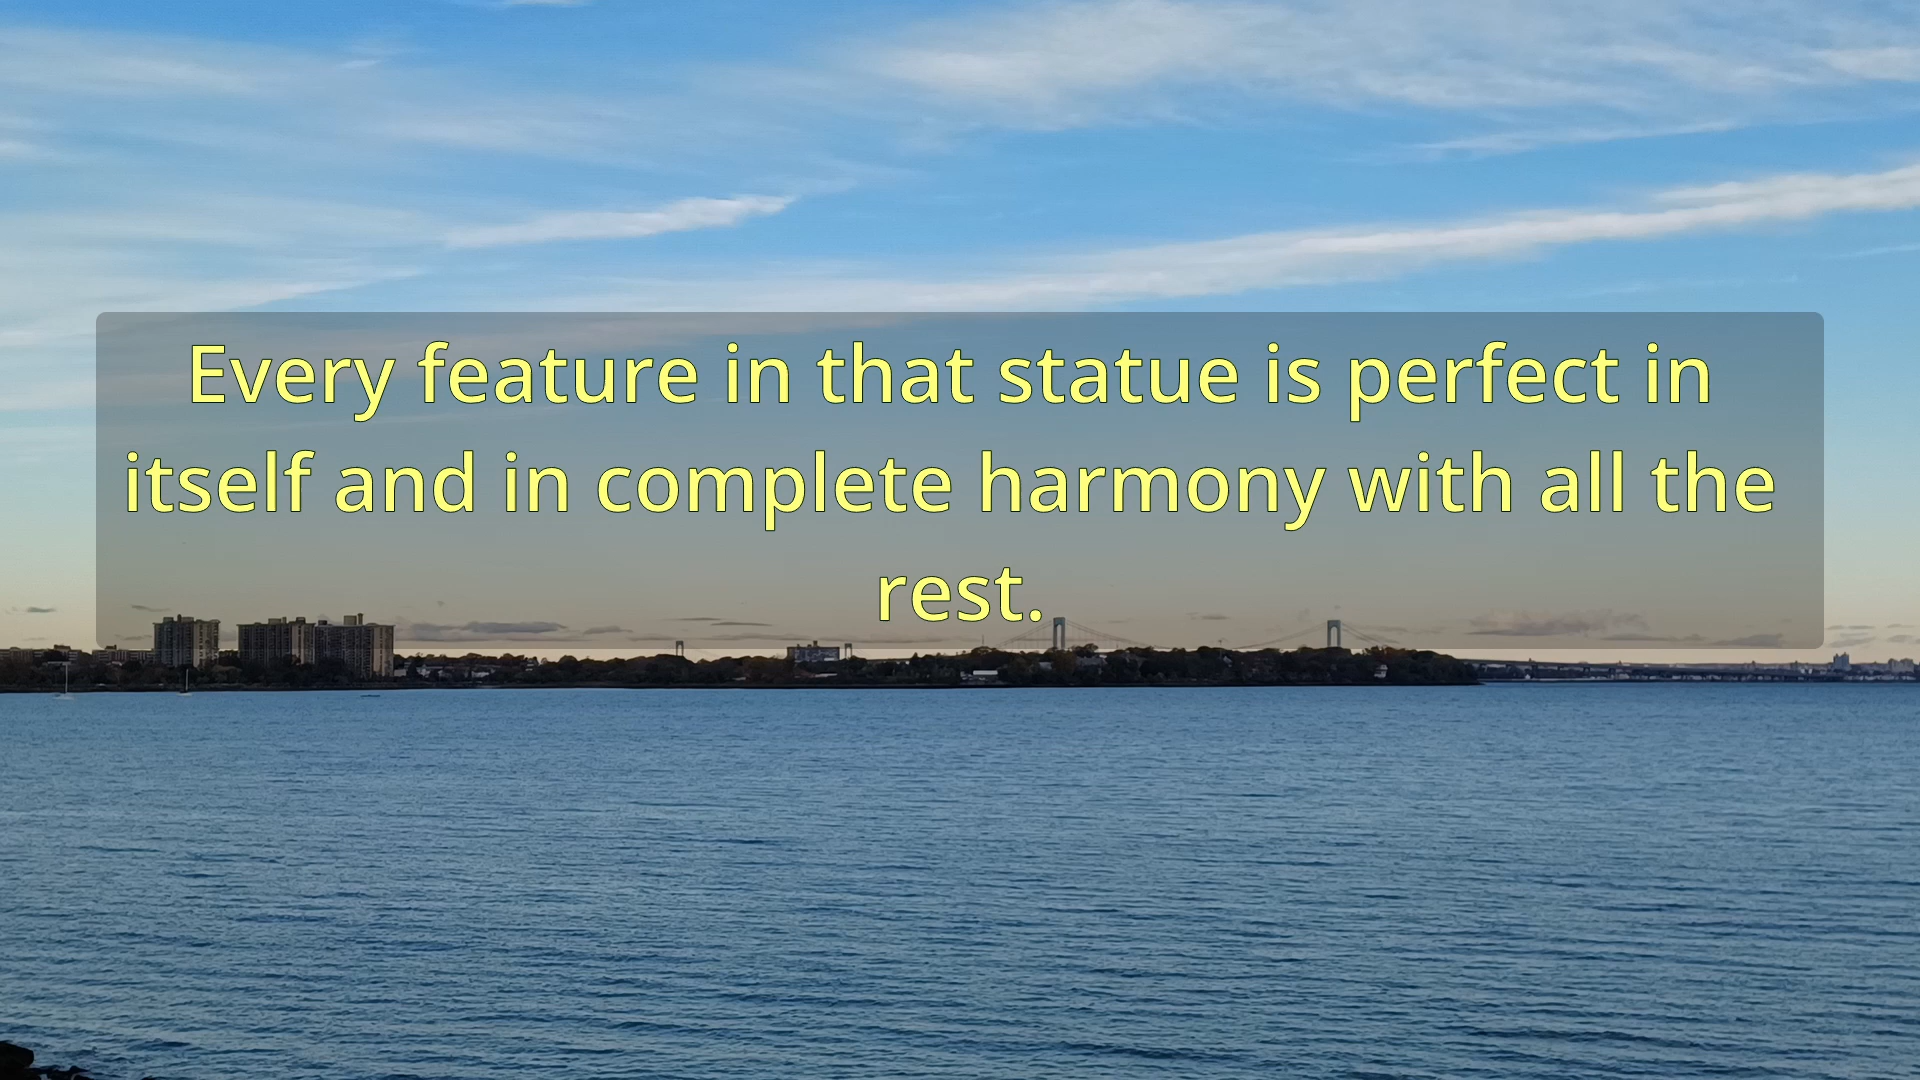 Every feature in that statue is perfect in
itself and in complete harmony with all the
rest.